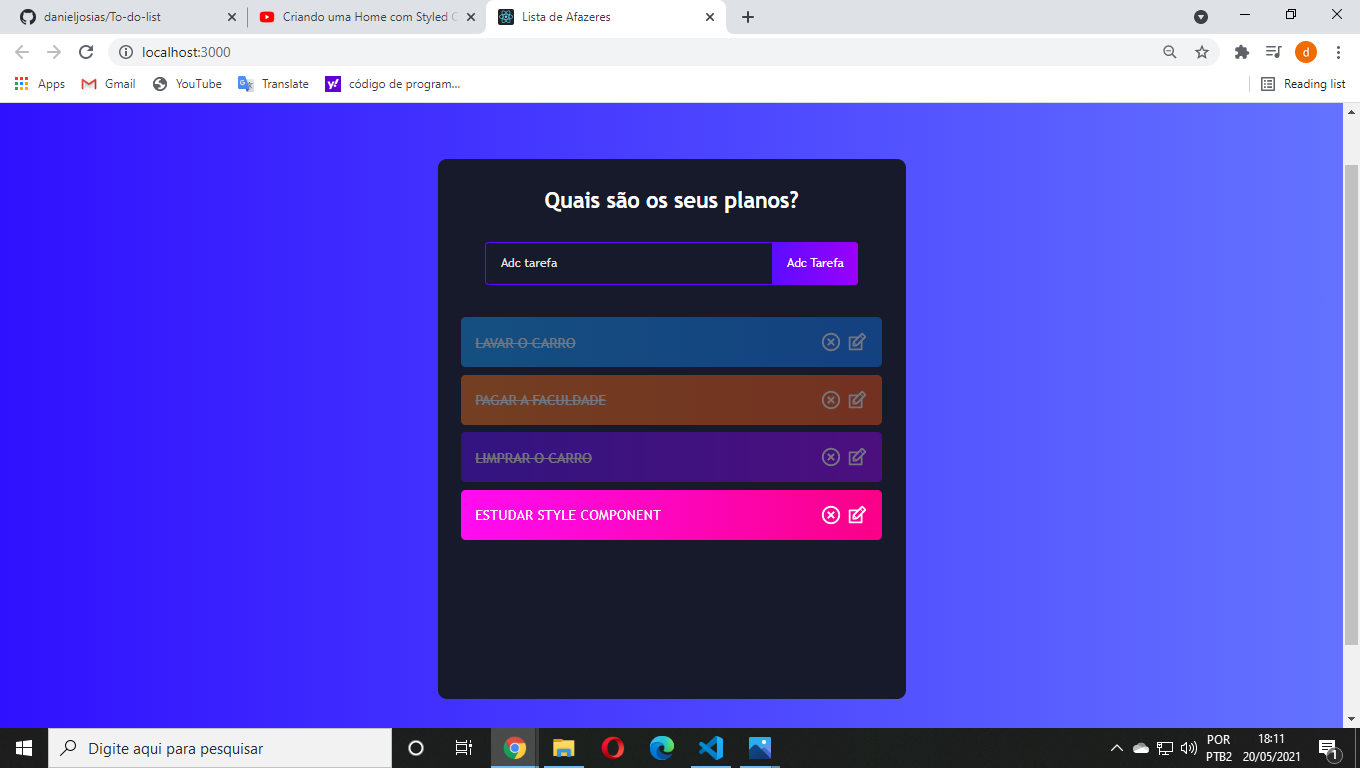 danieljosias/To-do-list
Criando uma Home com Styled C
Lista de Afazeres
localhost:3000
d
Apps
Gmail
YouTube
Translate
código de program...
Reading list
Quais são os seus planos?
Adc tarefa
Adc Tarefa
LAVAR O CARRO
PAGAR A FACULDADE
LIMPRAR O CARRO
ESTUDAR STYLE COMPONENT
Digite aqui para pesquisar
POR
PTB2
18:11
20/05/2021
1